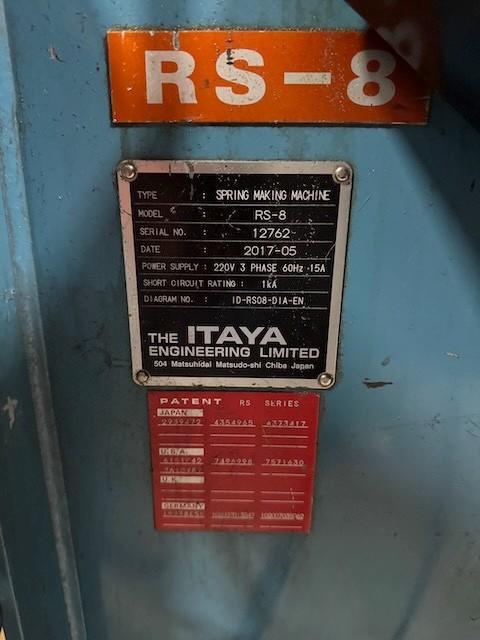 RS-8
TYPE : SPRING MAKING MACHINE
MODEL : RS-8
SERIAL NO. : 12762
DATE : 2017-05
POWER SUPPLY : 220V 3 PHASE 60Hz 15A
SHORT CIRCUIT RATING : 1kA
DIAGRAM NO. : ID-RS08-DIA-EN
THE ITAYA
ENGINEERING LIMITED
504 Matsuhidai Matsudo-shi Chiba Japan
PATENT RS SERIES
JAPAN
2939472 4354965 4373417
U.S.A.
7496998 7571630
U.K.
GERMANY